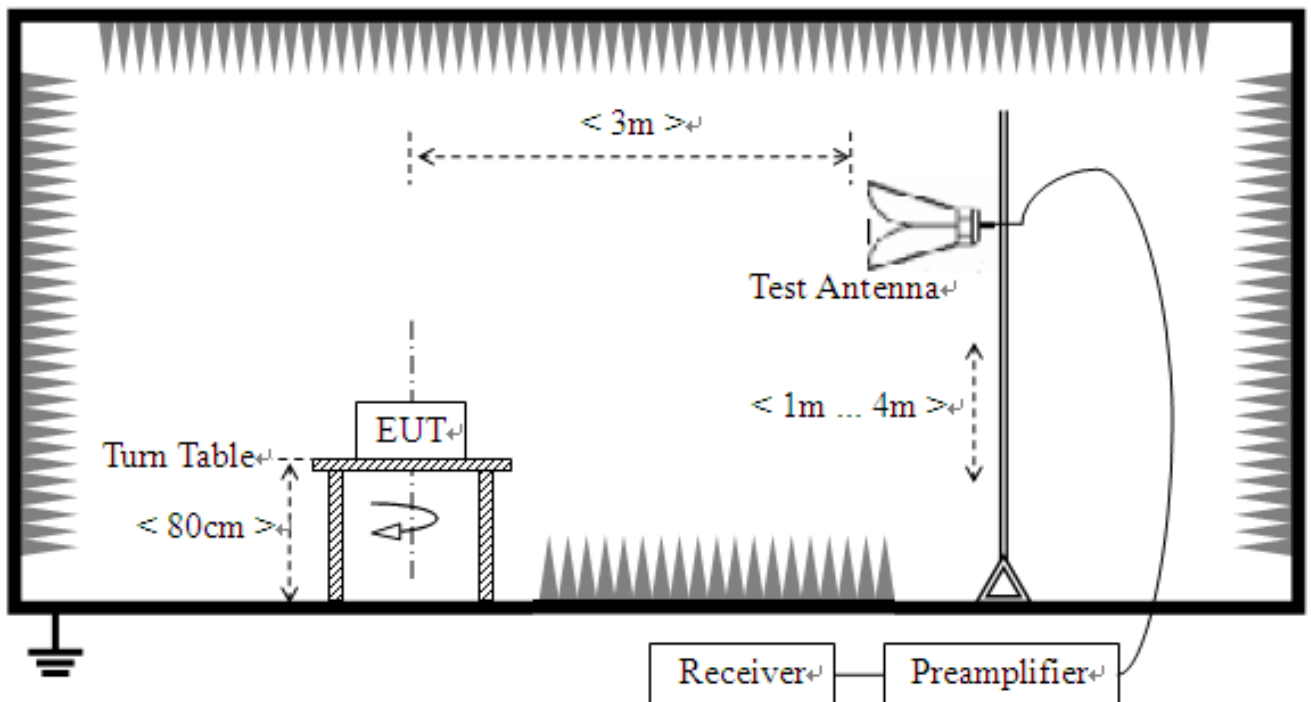 < 3m >↵
Test Antenna↵
< 1m ... 4m >↵
EUT↵
Turn Table↵
< 80cm >↵
Receiver↵
Preamplifier↵